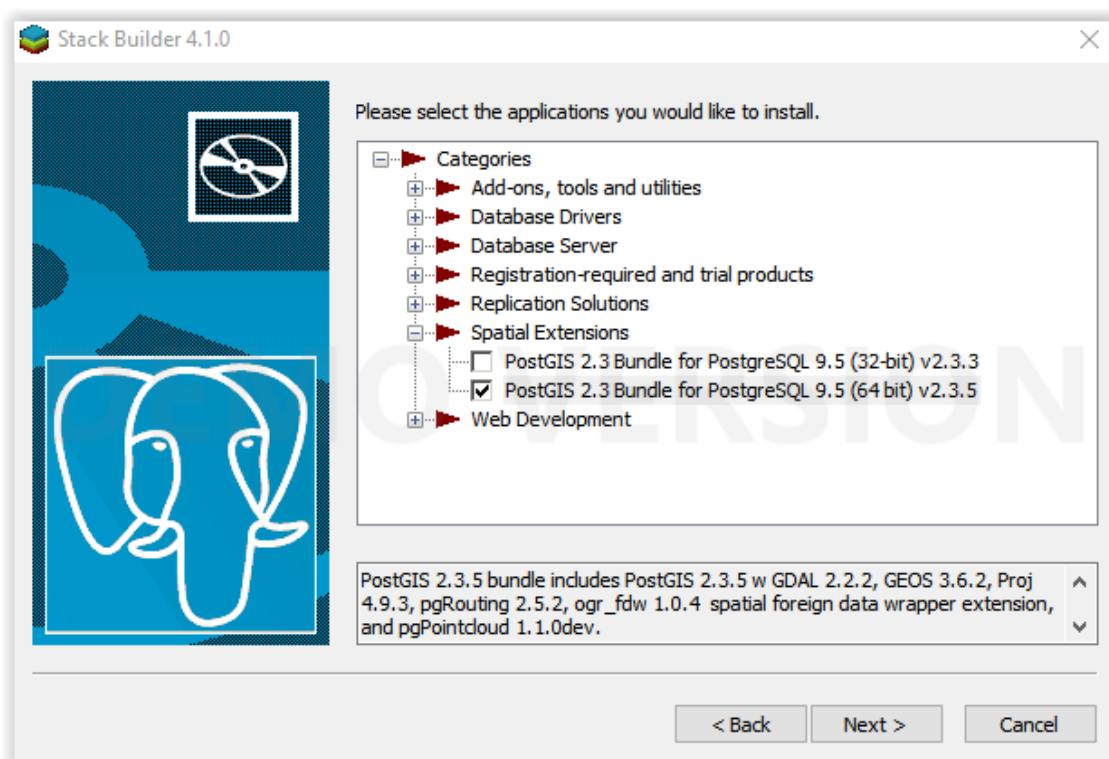 Stack Builder 4.1.0
Please select the applications you would like to install.
Categories
Add-ons, tools and utilities
Database Drivers
Database Server
Registration-required and trial products
Replication Solutions
Spatial Extensions
PostGIS 2.3 Bundle for PostgreSQL 9.5 (32-bit) v2.3.3
PostGIS 2.3 Bundle for PostgreSQL 9.5 (64 bit) v2.3.5
Web Development
DEMO VERSION
PostGIS 2.3.5 bundle includes PostGIS 2.3.5 w GDAL 2.2.2, GEOS 3.6.2, Proj
4.9.3, pgRouting 2.5.2, ogr_fdw 1.0.4 spatial foreign data wrapper extension,
and pgPointcloud 1.1.0dev.
< Back Next > Cancel